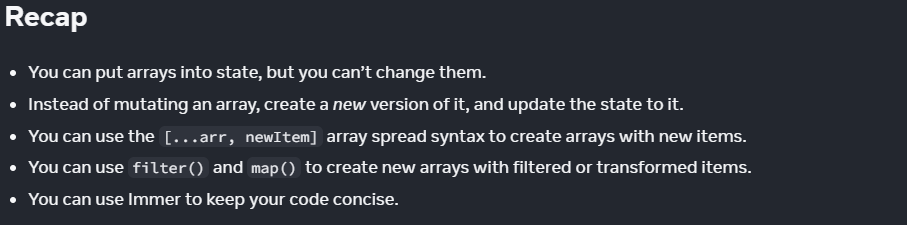 Recap
• You can put arrays into state, but you can’t change them.
• Instead of mutating an array, create a new version of it, and update the state to it.
• You can use the [...arr, newItem] array spread syntax to create arrays with new items.
• You can use filter() and map() to create new arrays with filtered or transformed items.
• You can use Immer to keep your code concise.